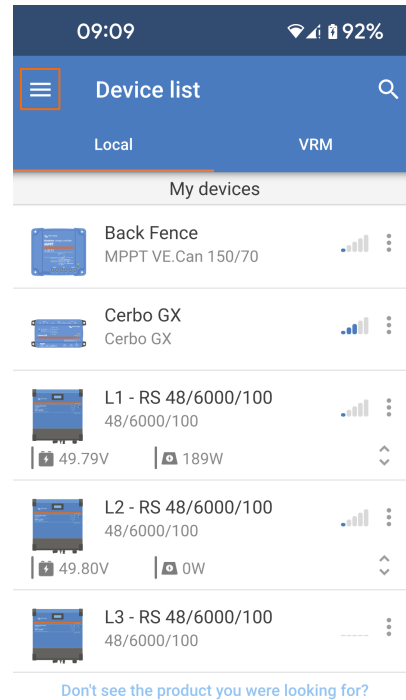 09:09
92%
Device list
Local
VRM
My devices
Back Fence
MPPT VE.Can 150/70
Cerbo GX
Cerbo GX
L1 - RS 48/6000/100
48/6000/100
49.79V
189W
L2 - RS 48/6000/100
48/6000/100
49.80V
0W
L3 - RS 48/6000/100
48/6000/100
Don't see the product you were looking for?